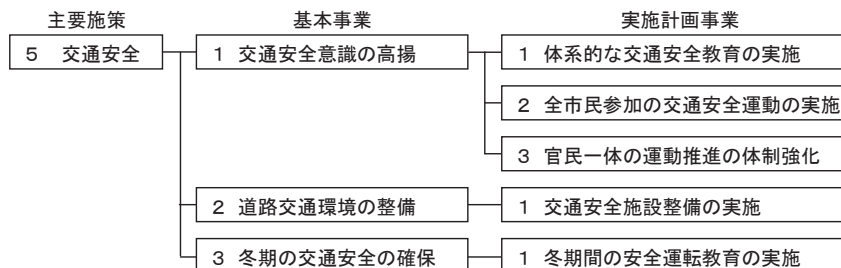 主要施策 基本事業 実施計画事業
5 交通安全 1 交通安全意識の高揚 1 体系的な交通安全教育の実施
2 全市民参加の交通安全運動の実施
3 官民一体の運動推進の体制強化
2 道路交通環境の整備 1 交通安全施設整備の実施
3 冬期の交通安全の確保 1 冬期間の安全運転教育の実施